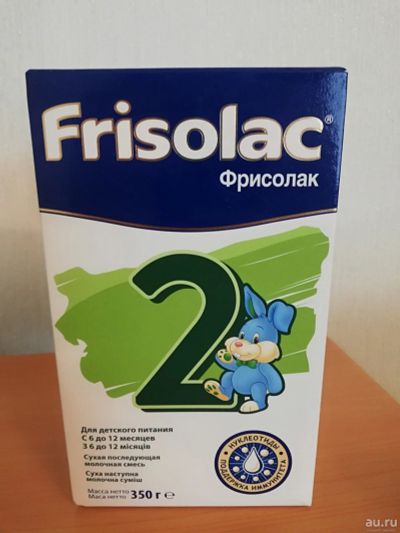 Frisolac®
Фрисолак
2
Для детского питания
С 6 до 12 месяцев
З 6 до 12 місяців
Сухая последующая
молочная смесь
Суха наступна
молочна суміш
Масса нетто
Маса нетто
350 г ℮
НУКЛЕОТИДЫ
ПОДДЕРЖКА ИММУНИТЕТА
au.ru